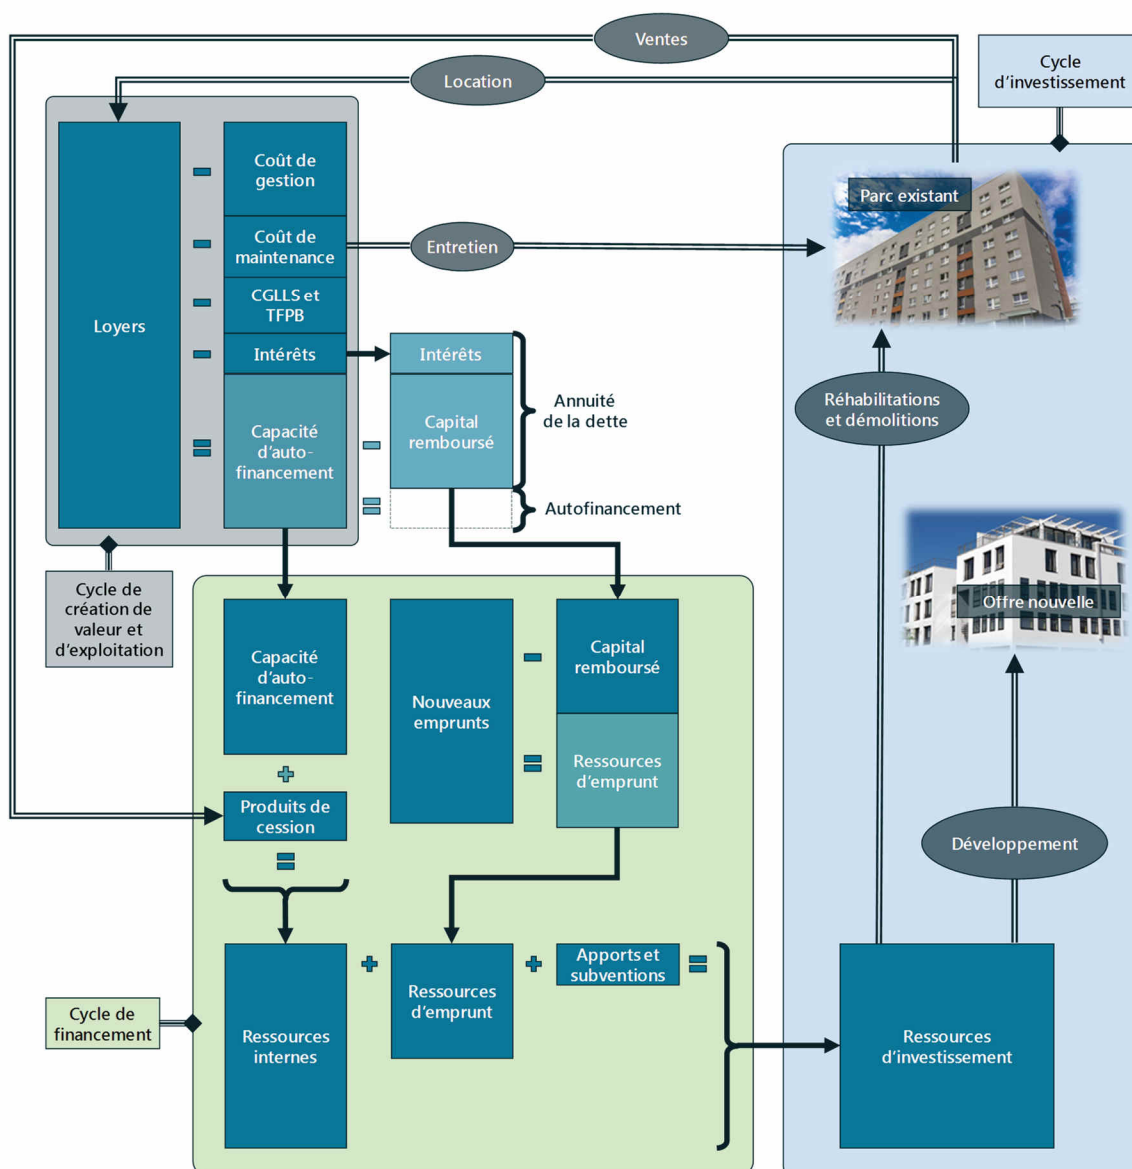 Ventes
Cycle
d'investissement
Location
Coût de
gestion
Parc existant
Coût de
maintenance
Entretien
CGLLS et
TFPB
Loyers
Intérêts
Intérêts
Annuité
de la dette
Réhabilitations
et démolitions
Capacité
d'auto-
financement
Capital
remboursé
Autofinancement
Cycle de
création de
valeur et
d'exploitation
Offre nouvelle
Capacité
d'auto-
financement
Nouveaux
emprunts
Capital
remboursé
Ressources
d'emprunt
Produits de
cession
Développement
Cycle de
financement
Ressources
internes
Ressources
d'emprunt
Apports et
subventions
Ressources
d'investissement